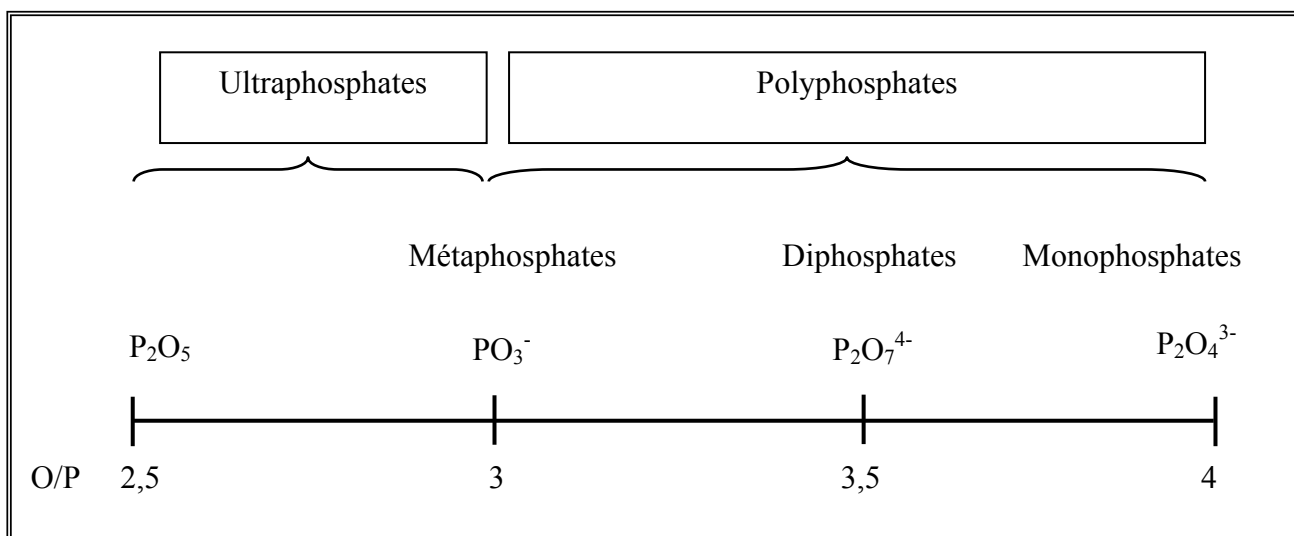 Ultraphosphates Polyphosphates
Métaphosphates Diphosphates Monophosphates
P₂O₅ PO₃⁻ P₂O₇⁴⁻ P₂O₄³⁻
O/P 2,5 3 3,5 4